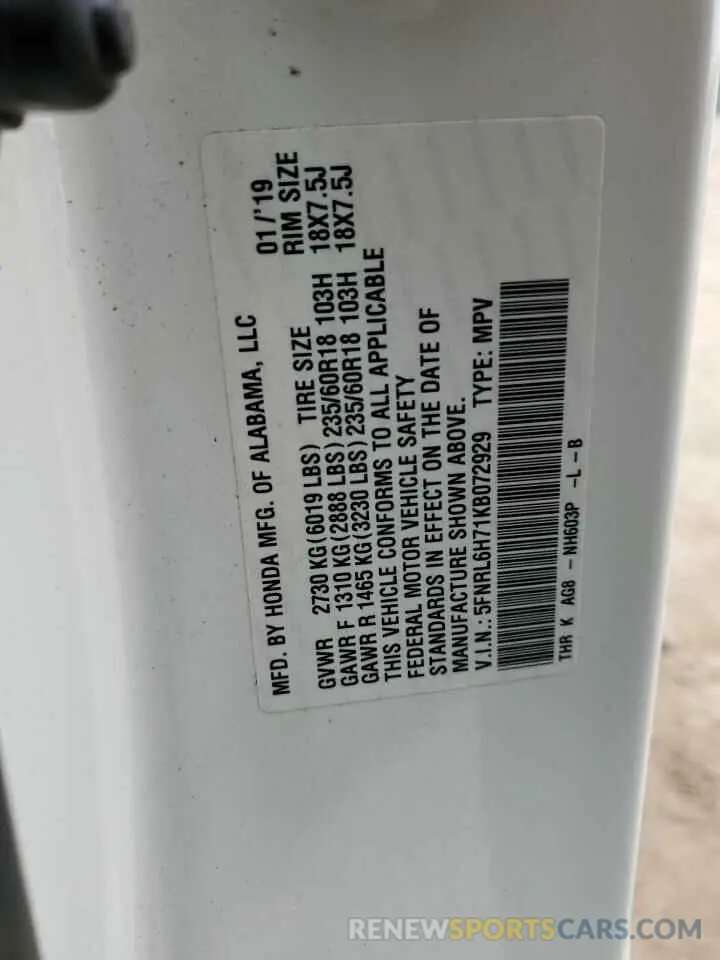 MFD. BY HONDA MFG. OF ALABAMA, LLC 01/'19
GVWR 2730 KG(6019 LBS) TIRE SIZE RIM SIZE
GAWR F 1310 KG(2888 LBS)235/60R18 103H 18X7.5J
GAWR R 1465 KG(3230 LBS)235/60R18 103H 18X7.5J
THIS VEHICLE CONFORMS TO ALL APPLICABLE
FEDERAL MOTOR VEHICLE SAFETY
STANDARDS IN EFFECT ON THE DATE OF
MANUFACTURE SHOWN ABOVE.
V.I.N.:5FNRL6H71KB072929 TYPE: MPV
THR K AG8 - NH603P -L-B
RENEWSPORTSCARS.COM